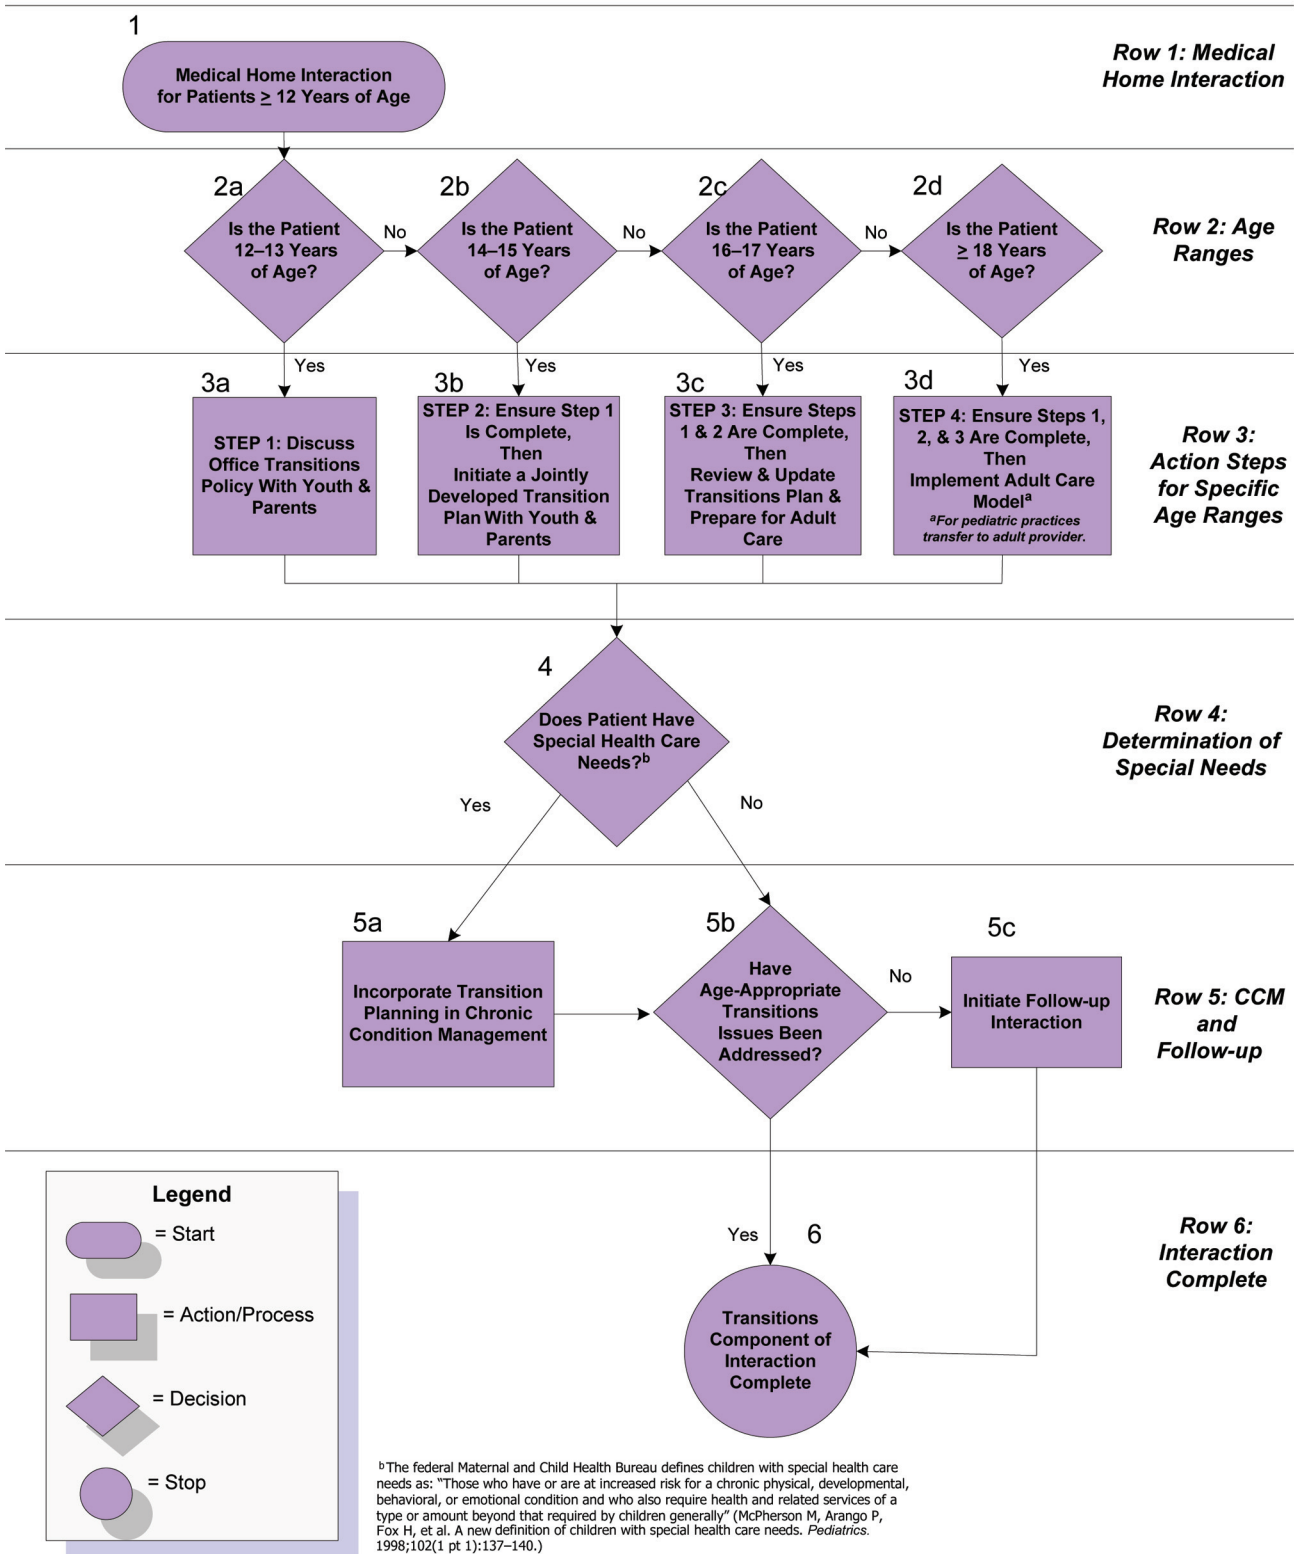 1
Medical Home Interaction
for Patients ≥ 12 Years of Age
Row 1: Medical
Home Interaction
2a
Is the Patient
12–13 Years
of Age?
No
2b
Is the Patient
14–15 Years
of Age?
No
2c
Is the Patient
16–17 Years
of Age?
No
2d
Is the Patient
≥ 18 Years
of Age?
Row 2: Age
Ranges
Yes
Yes
Yes
Yes
3a
STEP 1: Discuss
Office Transitions
Policy With Youth &
Parents
3b
STEP 2: Ensure Step 1
Is Complete,
Then
Initiate a Jointly
Developed Transition
Plan With Youth &
Parents
3c
STEP 3: Ensure Steps
1 & 2 Are Complete,
Then
Review & Update
Transitions Plan &
Prepare for Adult
Care
3d
STEP 4: Ensure Steps 1,
2, & 3 Are Complete,
Then
Implement Adult Care
Modelᵃ
ᵃFor pediatric practices
transfer to adult provider.
Row 3:
Action Steps
for Specific
Age Ranges
4
Does Patient Have
Special Health Care
Needs?ᵇ
Yes
No
Row 4:
Determination of
Special Needs
5a
Incorporate Transition
Planning in Chronic
Condition Management
5b
Have
Age-Appropriate
Transitions
Issues Been
Addressed?
No
5c
Initiate Follow-up
Interaction
Row 5: CCM
and
Follow-up
Yes
6
Transitions
Component of
Interaction
Complete
Row 6:
Interaction
Complete
Legend
= Start
= Action/Process
= Decision
= Stop
ᵇThe federal Maternal and Child Health Bureau defines children with special health care
needs as: “Those who have or are at increased risk for a chronic physical, developmental,
behavioral, or emotional condition and who also require health and related services of a
type or amount beyond that required by children generally” (McPherson M, Arango P,
Fox H, et al. A new definition of children with special health care needs. Pediatrics.
1998;102(1 pt 1):137–140.)